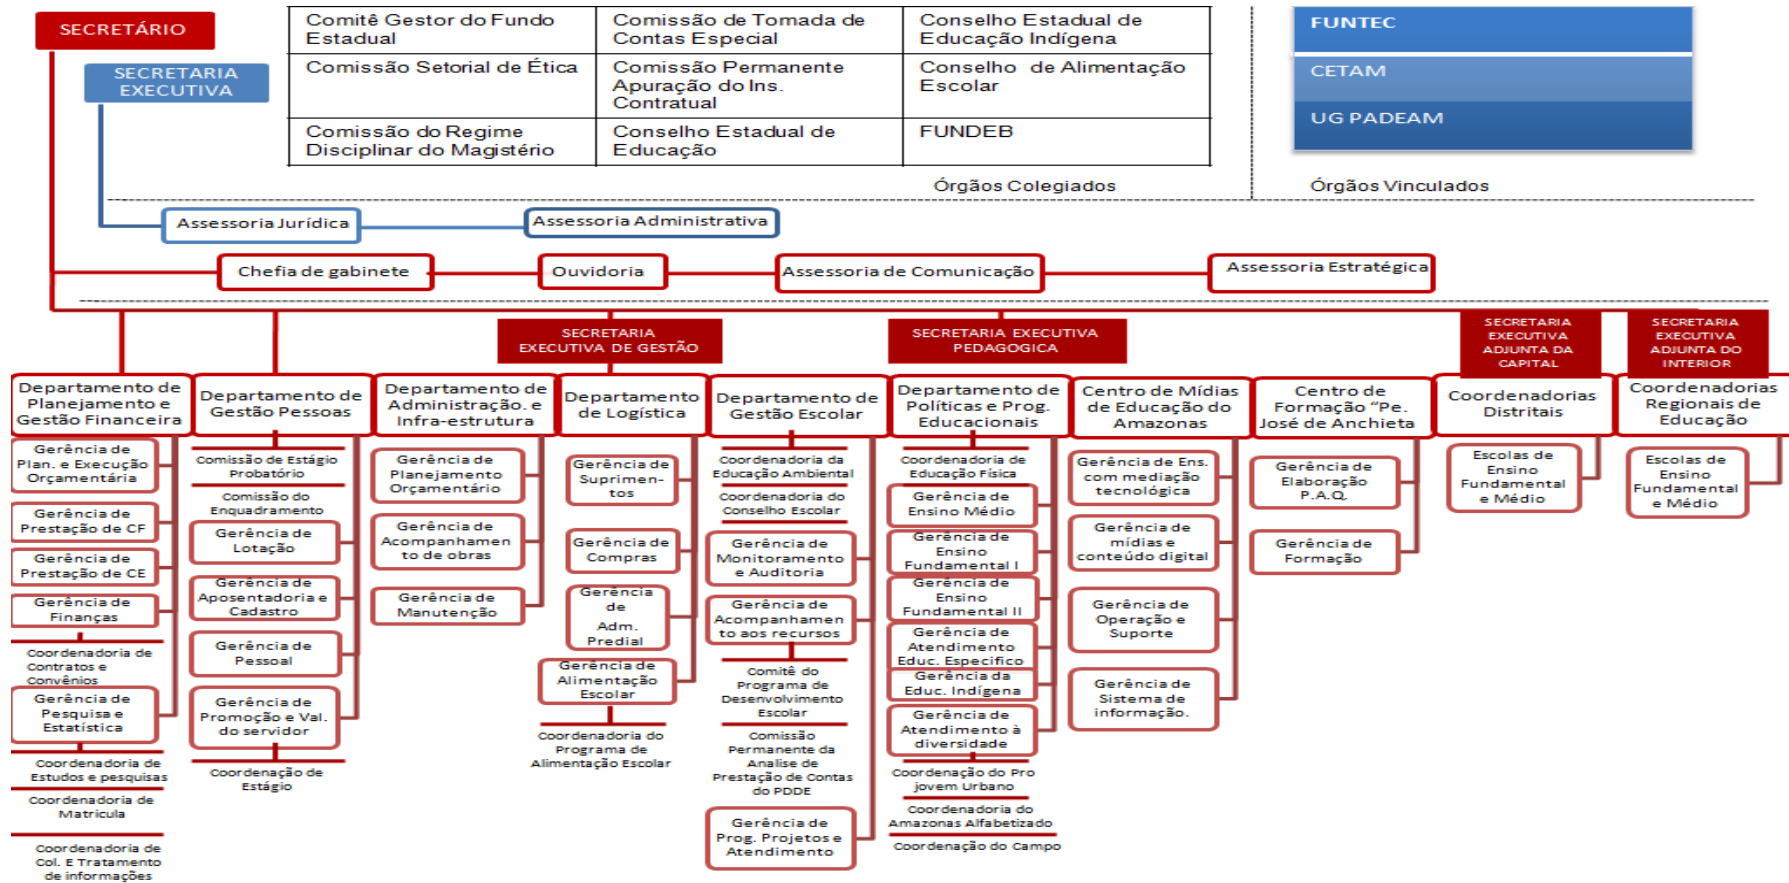 SECRETÁRIO
SECRETARIA
EXECUTIVA
Comitê Gestor do Fundo
Estadual
Comissão de Tomada de
Contas Especial
Conselho Estadual de
Educação Indígena
Comissão Setorial de Ética
Comissão Permanente
Apuração do Ins.
Contratual
Conselho de Alimentação
Escolar
Comissão do Regime
Disciplinar do Magistério
Conselho Estadual de
Educação
FUNDEB
Órgãos Colegiados
FUNTEC
CETAM
UG PADEAM
Órgãos Vinculados
Assessoria Jurídica
Assessoria Administrativa
Chefia de gabinete
Ouvidoria
Assessoria de Comunicação
Assessoria Estratégica
SECRETARIA
EXECUTIVA DE GESTÃO
SECRETARIA EXECUTIVA
PEDAGOGICA
SECRETARIA
EXECUTIVA
ADJUNTA DA
CAPITAL
SECRETARIA
EXECUTIVA
ADJUNTA DO
INTERIOR
Departamento de
Planejamento e
Gestão Financeira
Gerência de
Plan. e Execução
Orçamentária
Gerência de
Prestação de CF
Gerência de
Prestação de CE
Gerência de
Finanças
Coordenadoria de
Contratos e
Convênios
Gerência de
Pesquisa e
Estatística
Coordenadoria de
Estudos e pesquisas
Coordenadoria de
Matricula
Coordenadoria de
Col. E Tratamento
de informações
Departamento de
Gestão Pessoas
Comissão de Estágio
Probatório
Comissão do
Enquadramento
Gerência de
Lotação
Gerência de
Aposentadoria e
Cadastro
Gerência de
Pessoal
Gerência de
Promoção e Val.
do servidor
Coordenação de
Estágio
Departamento de
Administração. e
Infra-estrutura
Gerência de
Planejamento
Orçamentário
Gerência de
Acompanhamen
to de obras
Gerência de
Manutenção
Departamento
de Logística
Gerência de
Suprimen-
tos
Gerência de
Compras
Gerência
de
Adm.
Predial
Gerência de
Alimentação
Escolar
Coordenadoria do
Programa de
Alimentação Escolar
Departamento de
Gestão Escolar
Coordenadoria da
Educação Ambiental
Coordenadoria do
Conselho Escolar
Gerência de
Monitoramento
e Auditoria
Gerência de
Acompanhamen
to aos recursos
Comitê do
Programa de
Desenvolvimento
Escolar
Comissão
Permanente da
Analise de
Prestação de Contas
do PDDE
Gerência de
Prog. Projetos e
Atendimento
Departamento de
Políticas e Prog.
Educacionais
Coordenadoria de
Educação Física
Gerência de
Ensino Médio
Gerência de
Ensino
Fundamental I
Gerência de
Ensino
Fundamental II
Gerência de
Atendimento
Educ. Especifico
Gerência da
Educ. Indígena
Gerência de
Atendimento à
diversidade
Coordenação do Pro
jovem Urbano
Coordenadoria do
Amazonas Alfabetizado
Coordenação do Campo
Centro de Mídias
de Educação do
Amazonas
Gerência de Ens.
com mediação
tecnológica
Gerência de
mídias e
conteúdo digital
Gerência de
Operação e
Suporte
Gerência de
Sistema de
informação.
Centro de
Formação “Pe.
José de Anchieta
Gerência de
Elaboração
P.A.Q.
Gerência de
Formação
Coordenadorias
Distritais
Escolas de
Ensino
Fundamental
e Médio
Coordenadorias
Regionais de
Educação
Escolas de
Ensino
Fundamental
e Médio